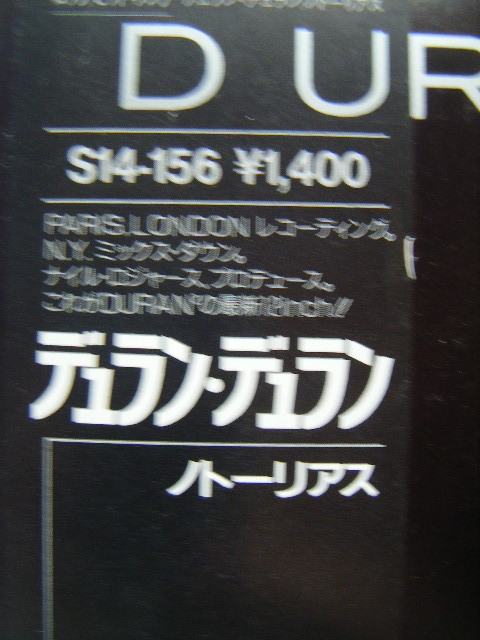 D UR
S14-156 ¥1,400
PARIS.LONDON レコーディング。
N.Y.ミックス・ダウン。
ナイル・ロジャース、プロデュース。
これがDURAN²の最新12inch!!
デュラン・デュラン
ノトーリアス